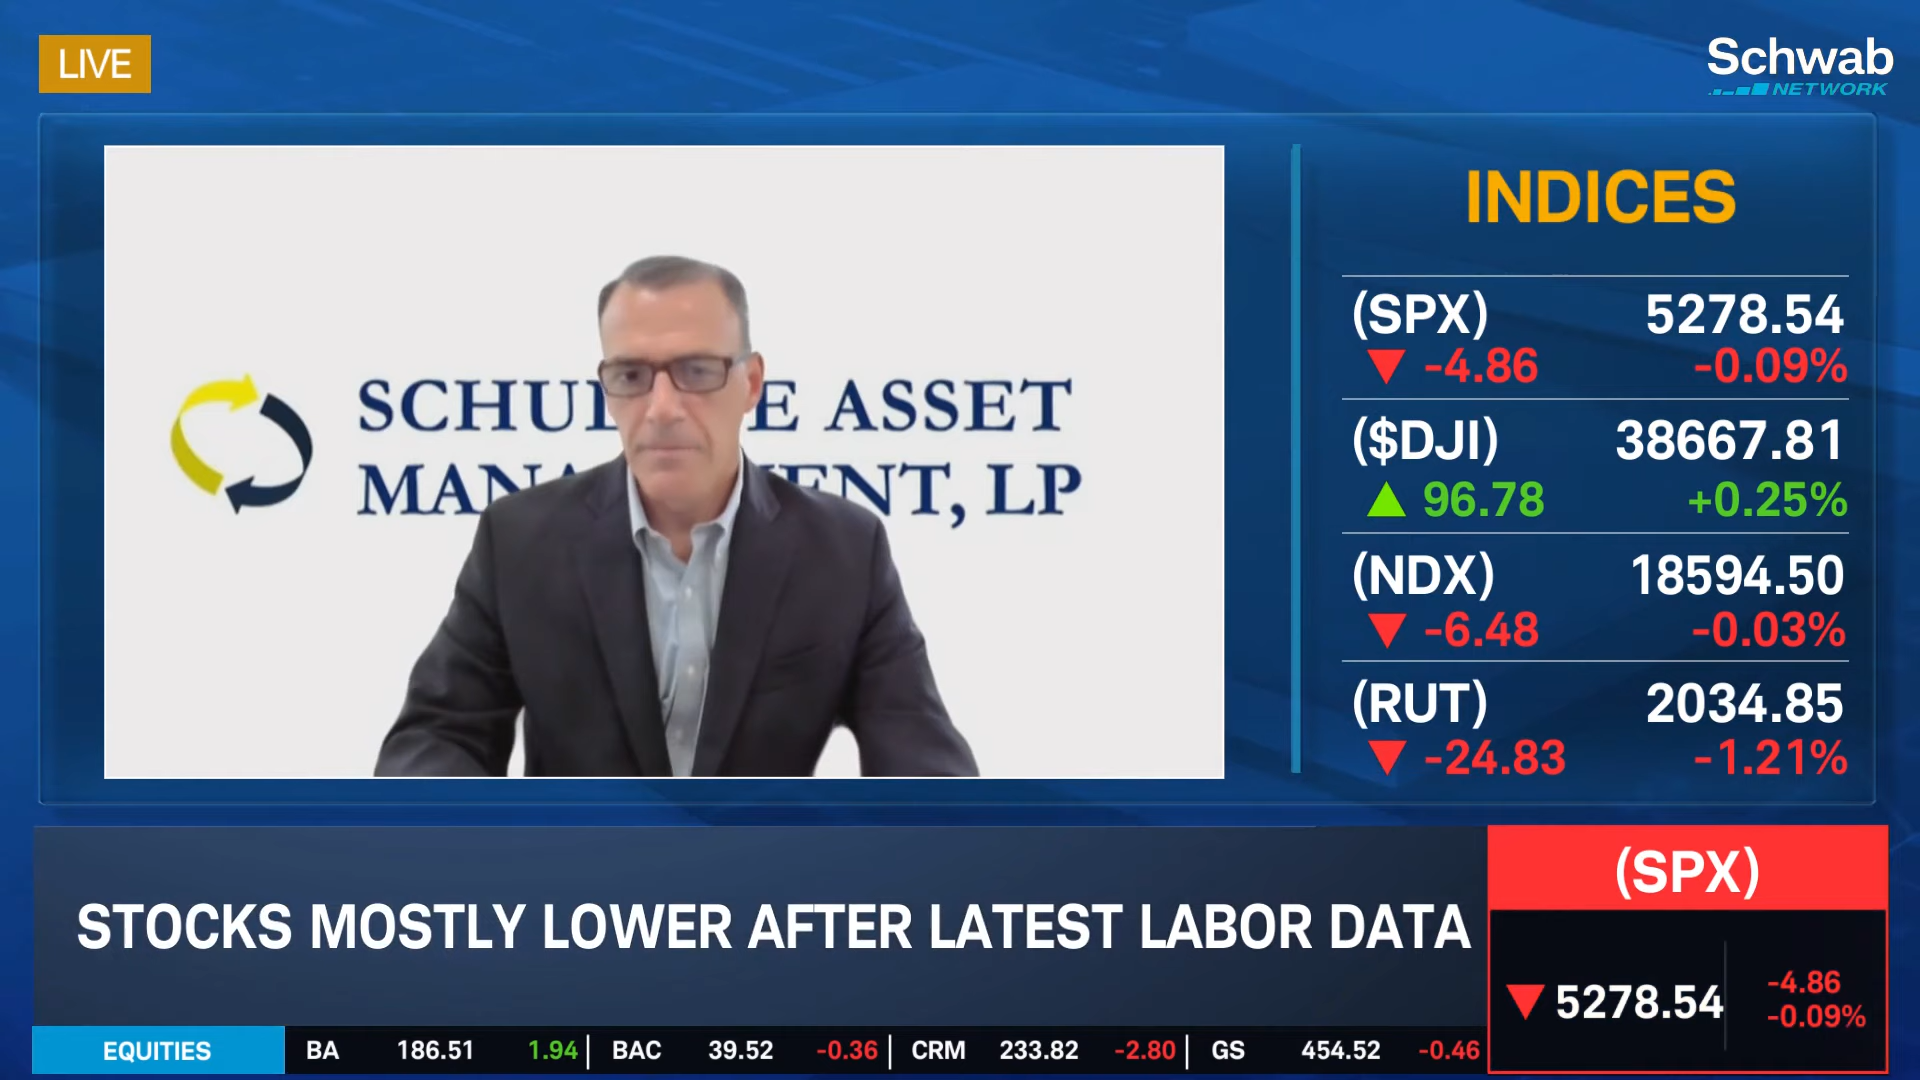 LIVE
Schwab
NETWORK
SCHUL E ASSET
MANA ENT, LP
INDICES
(SPX) 5278.54
▼ -4.86 -0.09%
($DJI) 38667.81
▲ 96.78 +0.25%
(NDX) 18594.50
▼ -6.48 -0.03%
(RUT) 2034.85
▼ -24.83 -1.21%
STOCKS MOSTLY LOWER AFTER LATEST LABOR DATA
(SPX)
▼ 5278.54
-4.86
-0.09%
EQUITIES BA 186.51 1.94 | BAC 39.52 -0.36 | CRM 233.82 -2.80 | GS 454.52 -0.46